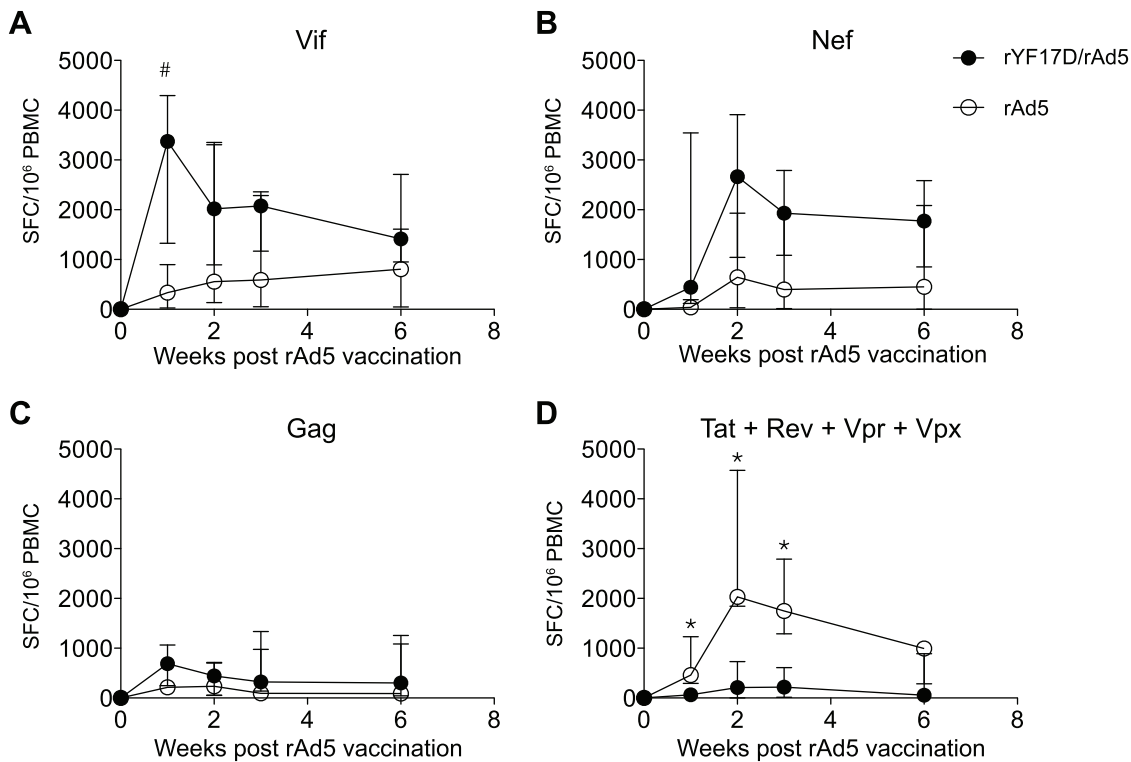 A
Vif
5000
#
4000
3000
2000
1000
0
SFC/10⁶ PBMC
0 2 4 6 8
Weeks post rAd5 vaccination
B
Nef
5000
4000
3000
2000
1000
0
SFC/10⁶ PBMC
0 2 4 6 8
Weeks post rAd5 vaccination
rYF17D/rAd5
rAd5
C
Gag
5000
4000
3000
2000
1000
0
SFC/10⁶ PBMC
0 2 4 6 8
Weeks post rAd5 vaccination
D
Tat + Rev + Vpr + Vpx
5000
*
4000
3000
*
2000
*
1000
0
SFC/10⁶ PBMC
0 2 4 6 8
Weeks post rAd5 vaccination